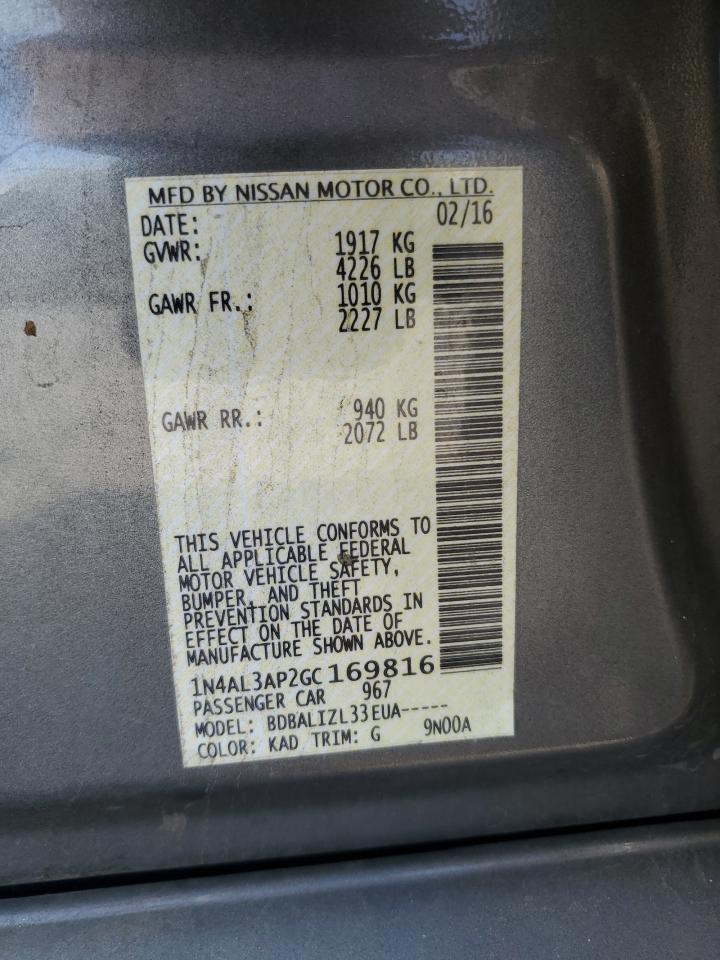 MFD BY NISSAN MOTOR CO., LTD.
DATE: 02/16
GVWR: 1917 KG
4226 LB
GAWR FR.: 1010 KG
2227 LB
GAWR RR.: 940 KG
2072 LB
THIS VEHICLE CONFORMS TO
ALL APPLICABLE FEDERAL
MOTOR VEHICLE SAFETY,
BUMPER, AND THEFT
PREVENTION STANDARDS IN
EFFECT ON THE DATE OF
MANUFACTURE SHOWN ABOVE.
1N4AL3AP2GC169816
PASSENGER CAR 967
MODEL: BDBALIZL33EUA-----
COLOR: KAD TRIM: G 9N00A